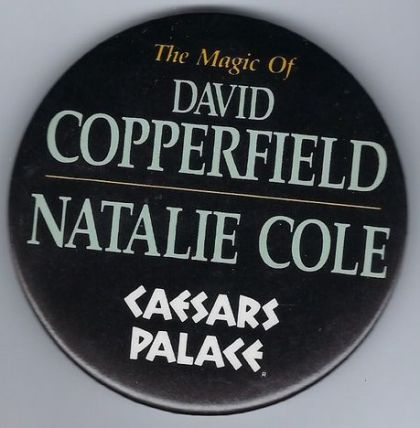 The Magic Of
DAVID
COPPERFIELD
NATALIE COLE
CAESARS
PALACE®